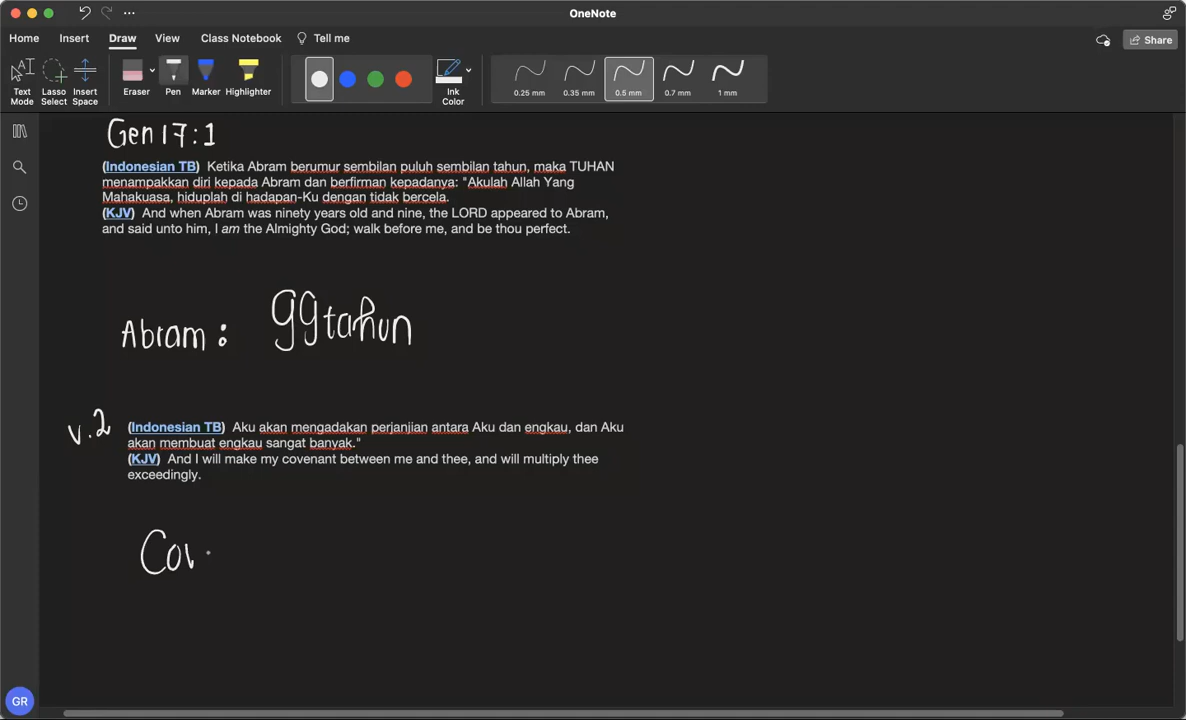 OneNote
Home Insert Draw View Class Notebook Tell me Share
Text Mode
Lasso Select
Insert Space
Eraser
Pen
Marker
Highlighter
Ink Color
0.25 mm
0.35 mm
0.5 mm
0.7 mm
1 mm
Gen 17:1
(Indonesian TB) Ketika Abram berumur sembilan puluh sembilan tahun, maka TUHAN
menampakkan diri kepada Abram dan berfirman kepadanya: "Akulah Allah Yang
Mahakuasa, hiduplah di hadapan-Ku dengan tidak bercela.
(KJV) And when Abram was ninety years old and nine, the LORD appeared to Abram,
and said unto him, I am the Almighty God; walk before me, and be thou perfect.
Abram: 99 tahun
v.2
(Indonesian TB) Aku akan mengadakan perjanjian antara Aku dan engkau, dan Aku
akan membuat engkau sangat banyak."
(KJV) And I will make my covenant between me and thee, and will multiply thee
exceedingly.
GR